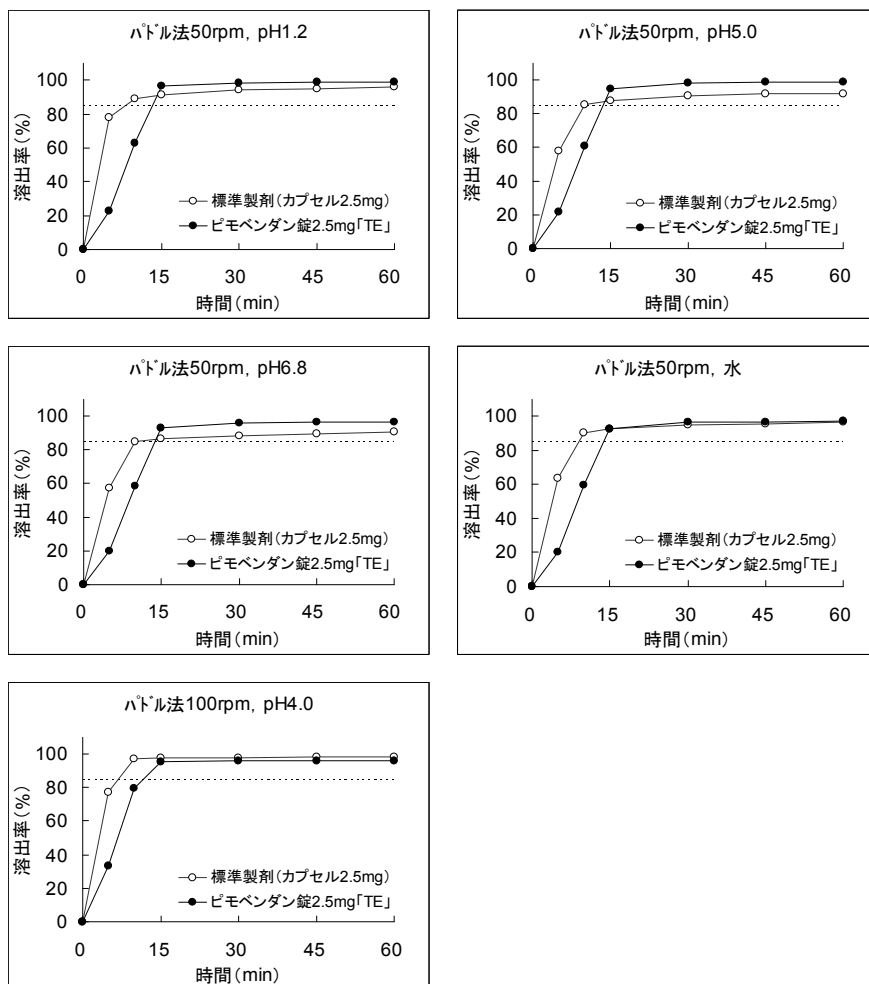 ﾊﾟﾄﾞﾙ法50rpm, pH1.2
溶出率(%)
100
80
60
40
20
0
標準製剤(カプセル2.5mg)
ピモベンダン錠2.5mg｢TE｣
0 15 30 45 60
時間(min)
ﾊﾟﾄﾞﾙ法50rpm, pH5.0
溶出率(%)
100
80
60
40
20
0
標準製剤(カプセル2.5mg)
ピモベンダン錠2.5mg｢TE｣
0 15 30 45 60
時間(min)
ﾊﾟﾄﾞﾙ法50rpm, pH6.8
溶出率(%)
100
80
60
40
20
0
標準製剤(カプセル2.5mg)
ピモベンダン錠2.5mg｢TE｣
0 15 30 45 60
時間(min)
ﾊﾟﾄﾞﾙ法50rpm, 水
溶出率(%)
100
80
60
40
20
0
標準製剤(カプセル2.5mg)
ピモベンダン錠2.5mg｢TE｣
0 15 30 45 60
時間(min)
ﾊﾟﾄﾞﾙ法100rpm, pH4.0
溶出率(%)
100
80
60
40
20
0
標準製剤(カプセル2.5mg)
ピモベンダン錠2.5mg｢TE｣
0 15 30 45 60
時間(min)